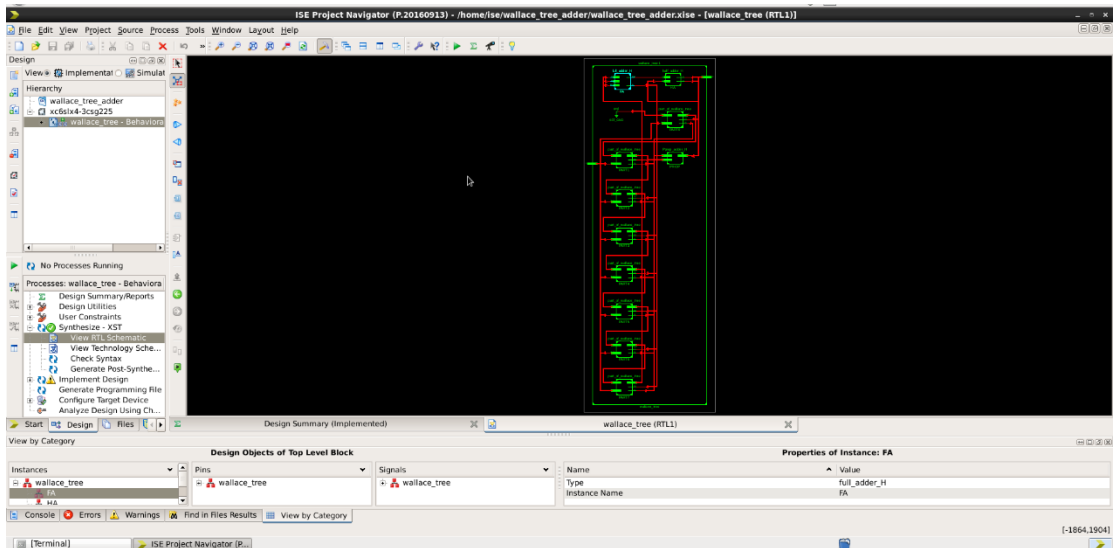 ISE Project Navigator (P.20160913) - /home/ise/wallace_tree_adder/wallace_tree_adder.xise - [wallace_tree (RTL1)]
File Edit View Project Source Process Tools Window Layout Help
Design
View: Implementat Simulat
Hierarchy
wallace_tree_adder
xc6slx4-3csg225
wallace_tree - Behaviora
No Processes Running
Processes: wallace_tree - Behaviora
Design Summary/Reports
Design Utilities
User Constraints
Synthesize - XST
View RTL Schematic
View Technology Sche...
Check Syntax
Generate Post-Synthe...
Implement Design
Generate Programming File
Configure Target Device
Analyze Design Using Ch...
Start Design Files
Design Summary (Implemented)
wallace_tree (RTL1)
View by Category
Design Objects of Top Level Block
Properties of Instance: FA
Instances Pins Signals Name Value
wallace_tree wallace_tree wallace_tree Type full_adder_H
FA Instance Name FA
HA
Console Errors Warnings Find in Files Results View by Category
[-1864,1904]
[Terminal] ISE Project Navigator (P...